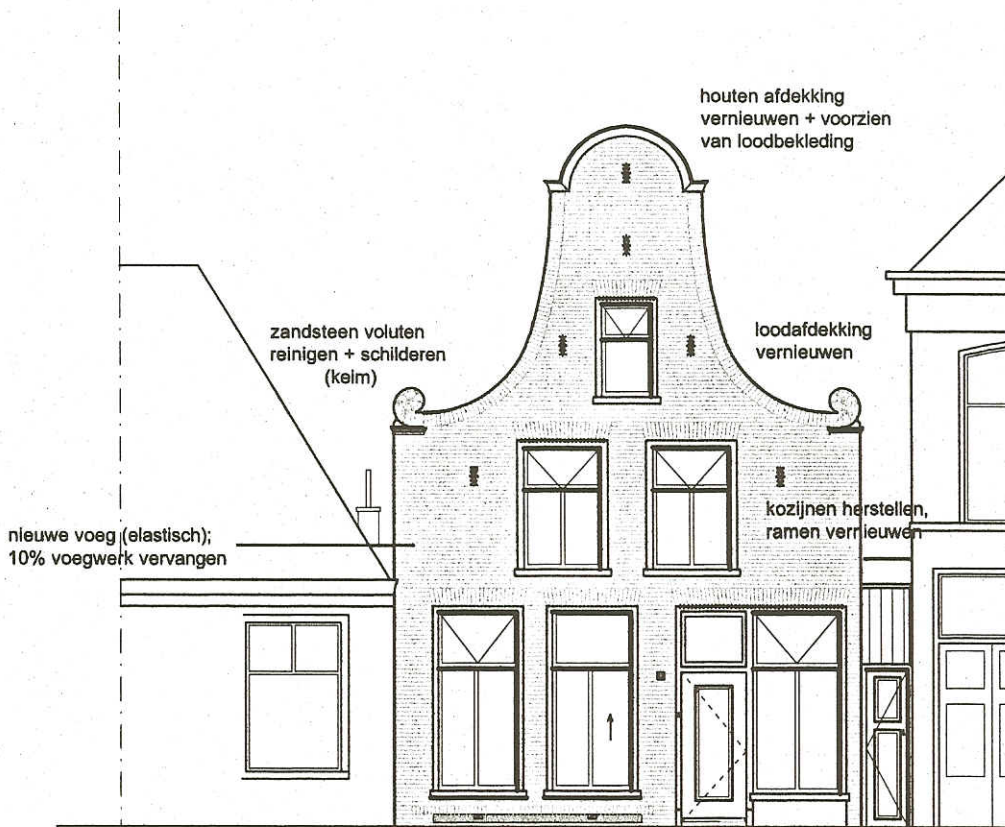 houten afdekking
vernieuwen + voorzien
van loodbekleding
zandsteen voluten
reinigen + schilderen
(keim)
loodafdekking
vernieuwen
kozijnen herstellen,
ramen vernieuwen
nieuwe voeg (elastisch);
10% voegwerk vervangen